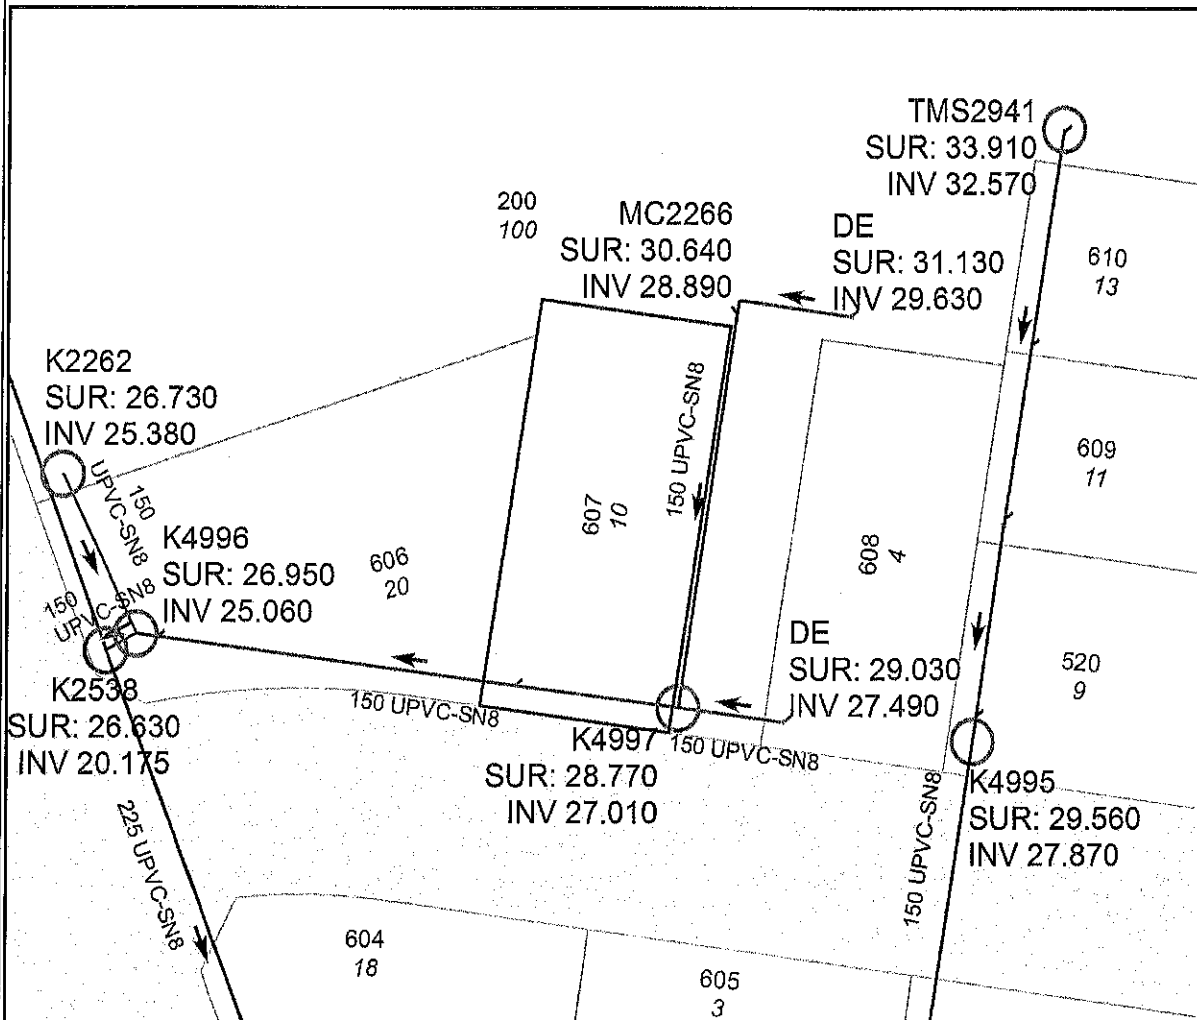 TMS2941
SUR: 33.910
INV 32.570
200
100
MC2266
SUR: 30.640
INV 28.890
DE
SUR: 31.130
INV 29.630
610
13
K2262
SUR: 26.730
INV 25.380
150
UPVC-SN8
150 UPVC-SN8
609
11
607
10
K4996
SUR: 26.950
INV 25.060
606
20
608
4
150
UPVC-SN8
DE
SUR: 29.030
INV 27.490
520
9
K2538
SUR: 26.630
INV 20.175
150 UPVC-SN8
K4997
SUR: 28.770
INV 27.010
150 UPVC-SN8
K4995
SUR: 29.560
INV 27.870
150 UPVC-SN8
225 UPVC-SN8
604
18
605
3